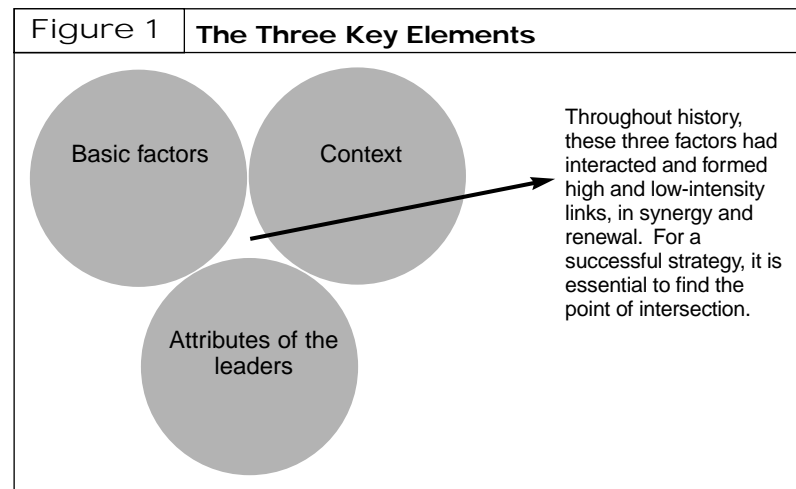 Figure 1
The Three Key Elements
Basic factors
Context
Attributes of the
leaders
Throughout history,
these three factors had
interacted and formed
high and low-intensity
links, in synergy and
renewal. For a
successful strategy, it is
essential to find the
point of intersection.